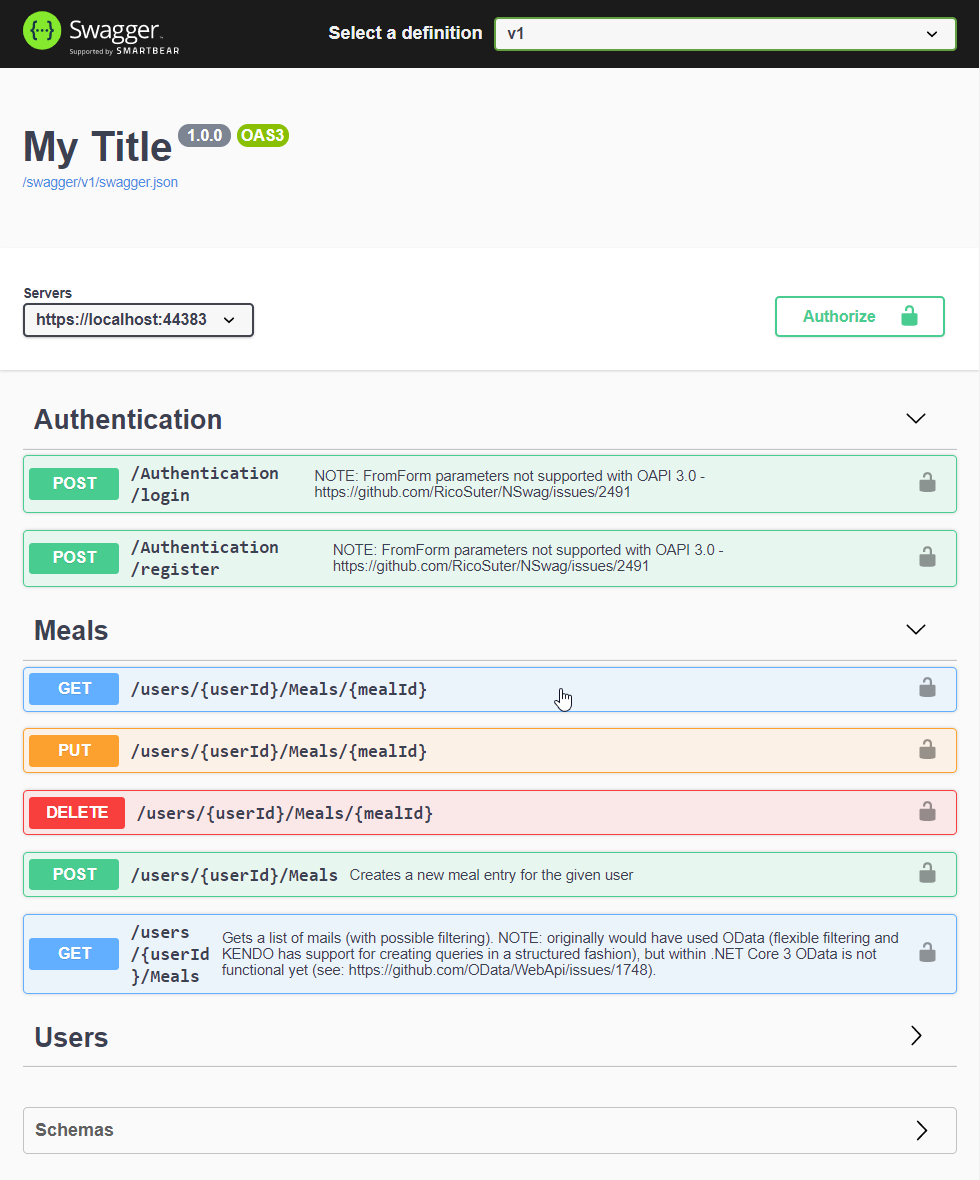 Swagger
Supported by SMARTBEAR
Select a definition
v1
My Title 1.0.0 OAS3
/swagger/v1/swagger.json
Servers
https://localhost:44383
Authorize
Authentication
POST
/Authentication
/login
NOTE: FromForm parameters not supported with OAPI 3.0 -
https://github.com/RicoSuter/NSwag/issues/2491
POST
/Authentication
/register
NOTE: FromForm parameters not supported with OAPI 3.0 -
https://github.com/RicoSuter/NSwag/issues/2491
Meals
GET /users/{userId}/Meals/{mealId}
PUT /users/{userId}/Meals/{mealId}
DELETE /users/{userId}/Meals/{mealId}
POST /users/{userId}/Meals Creates a new meal entry for the given user
GET
/users
/{userId
}/Meals
Gets a list of mails (with possible filtering). NOTE: originally would have used OData (flexible filtering and
KENDO has support for creating queries in a structured fashion), but within .NET Core 3 OData is not
functional yet (see: https://github.com/OData/WebApi/issues/1748).
Users
Schemas